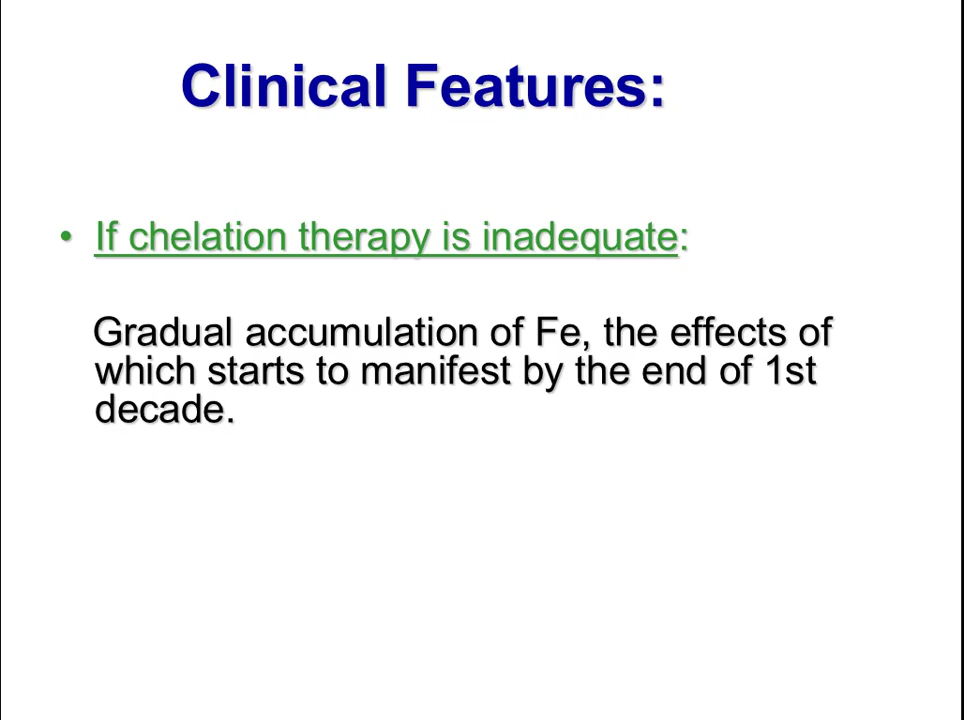 Clinical Features:
• If chelation therapy is inadequate:
Gradual accumulation of Fe, the effects of
which starts to manifest by the end of 1st
decade.